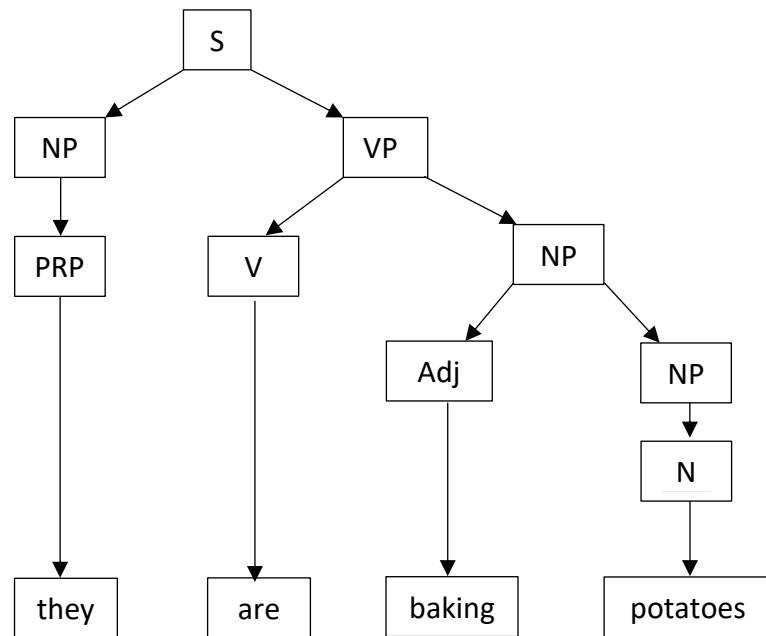 S
NP VP
PRP V NP
Adj NP
N
they are baking potatoes